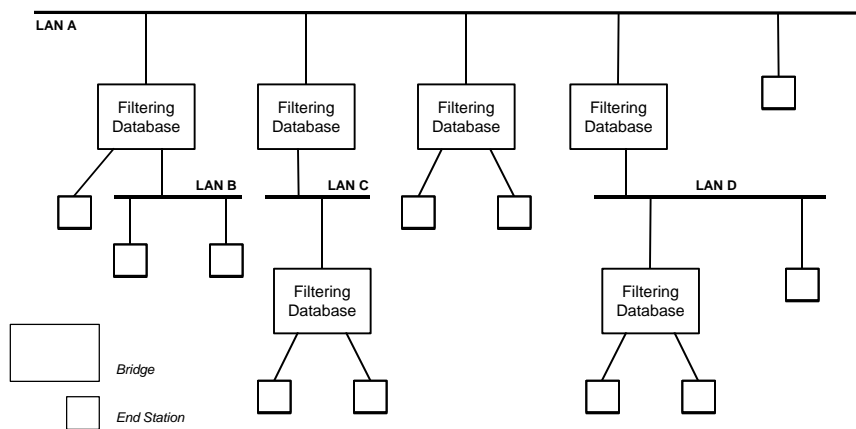 LAN A
Filtering
Database
Filtering
Database
Filtering
Database
Filtering
Database
LAN B
LAN C
LAN D
Filtering
Database
Filtering
Database
Bridge
End Station